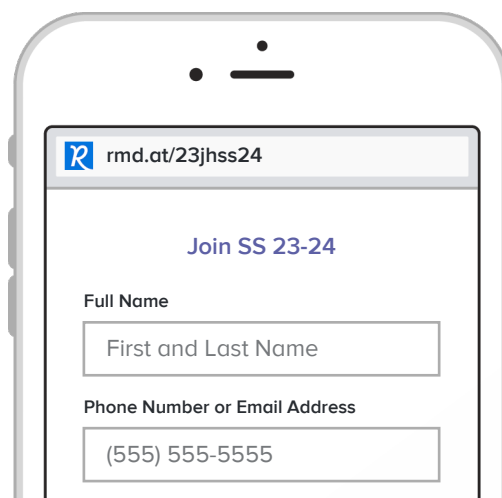 rmd.at/23jhss24
Join SS 23-24
Full Name
First and Last Name
Phone Number or Email Address
(555) 555-5555